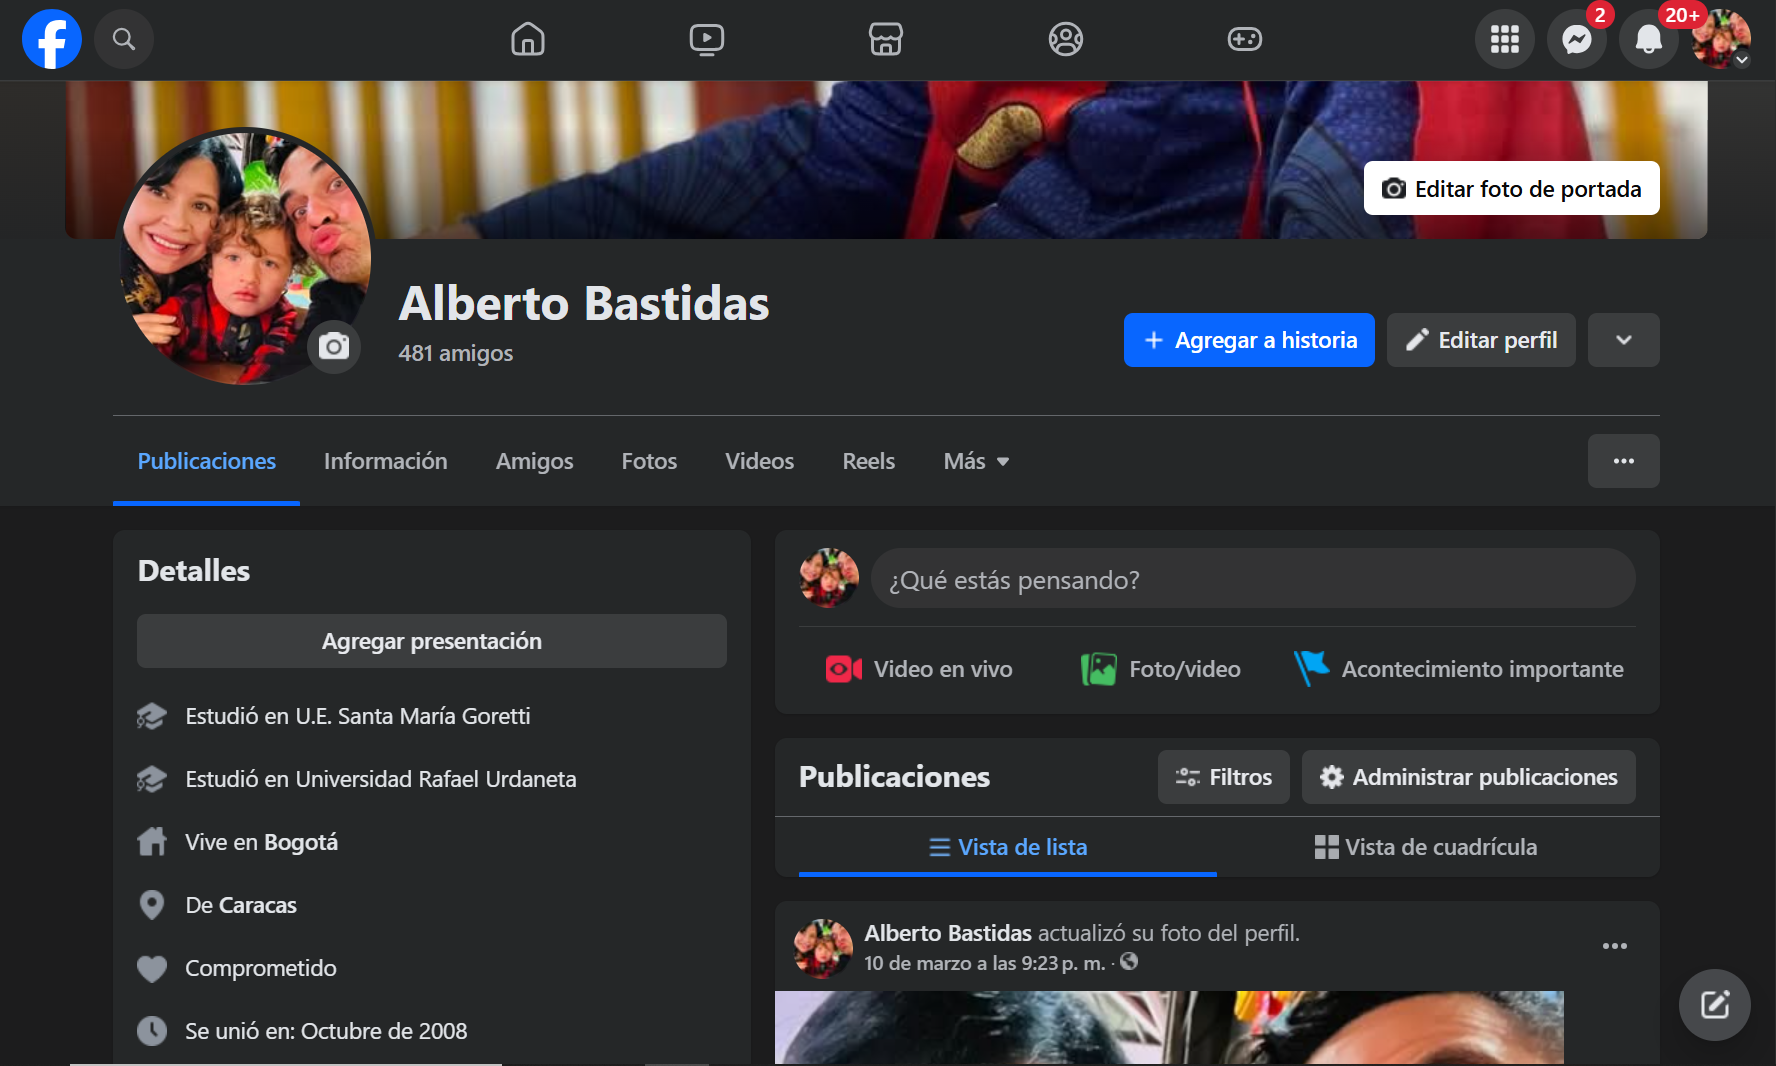 2
20+
Editar foto de portada
Alberto Bastidas
481 amigos
+ Agregar a historia
Editar perfil
Publicaciones
Información
Amigos
Fotos
Videos
Reels
Más
Detalles
Agregar presentación
Estudió en U.E. Santa María Goretti
Estudió en Universidad Rafael Urdaneta
Vive en Bogotá
De Caracas
Comprometido
Se unió en: Octubre de 2008
¿Qué estás pensando?
Video en vivo
Foto/video
Acontecimiento importante
Publicaciones
Filtros
Administrar publicaciones
Vista de lista
Vista de cuadrícula
Alberto Bastidas actualizó su foto del perfil.
10 de marzo a las 9:23 p. m. ·